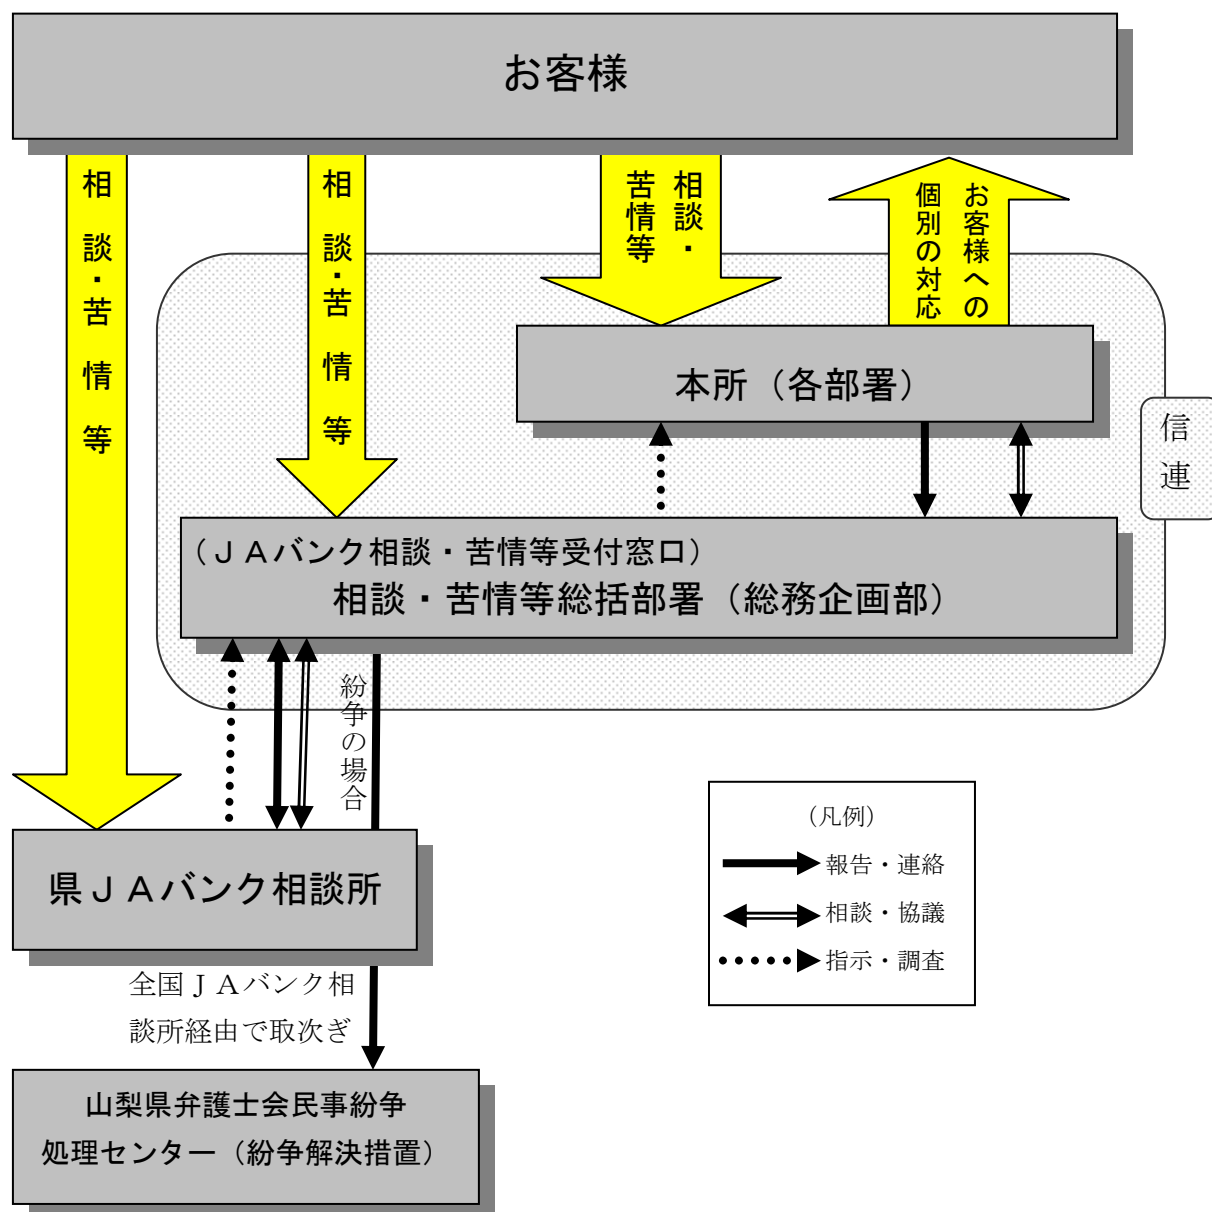 お客様
相談・苦情等
相談・苦情等
相談・
苦情等
お客様への
個別の対応
本所（各部署）
信連
（ＪＡバンク相談・苦情等受付窓口）
相談・苦情等総括部署（総務企画部）
紛争の場合
県ＪＡバンク相談所
（凡例）
報告・連絡
相談・協議
指示・調査
全国ＪＡバンク相
談所経由で取次ぎ
山梨県弁護士会民事紛争
処理センター（紛争解決措置）